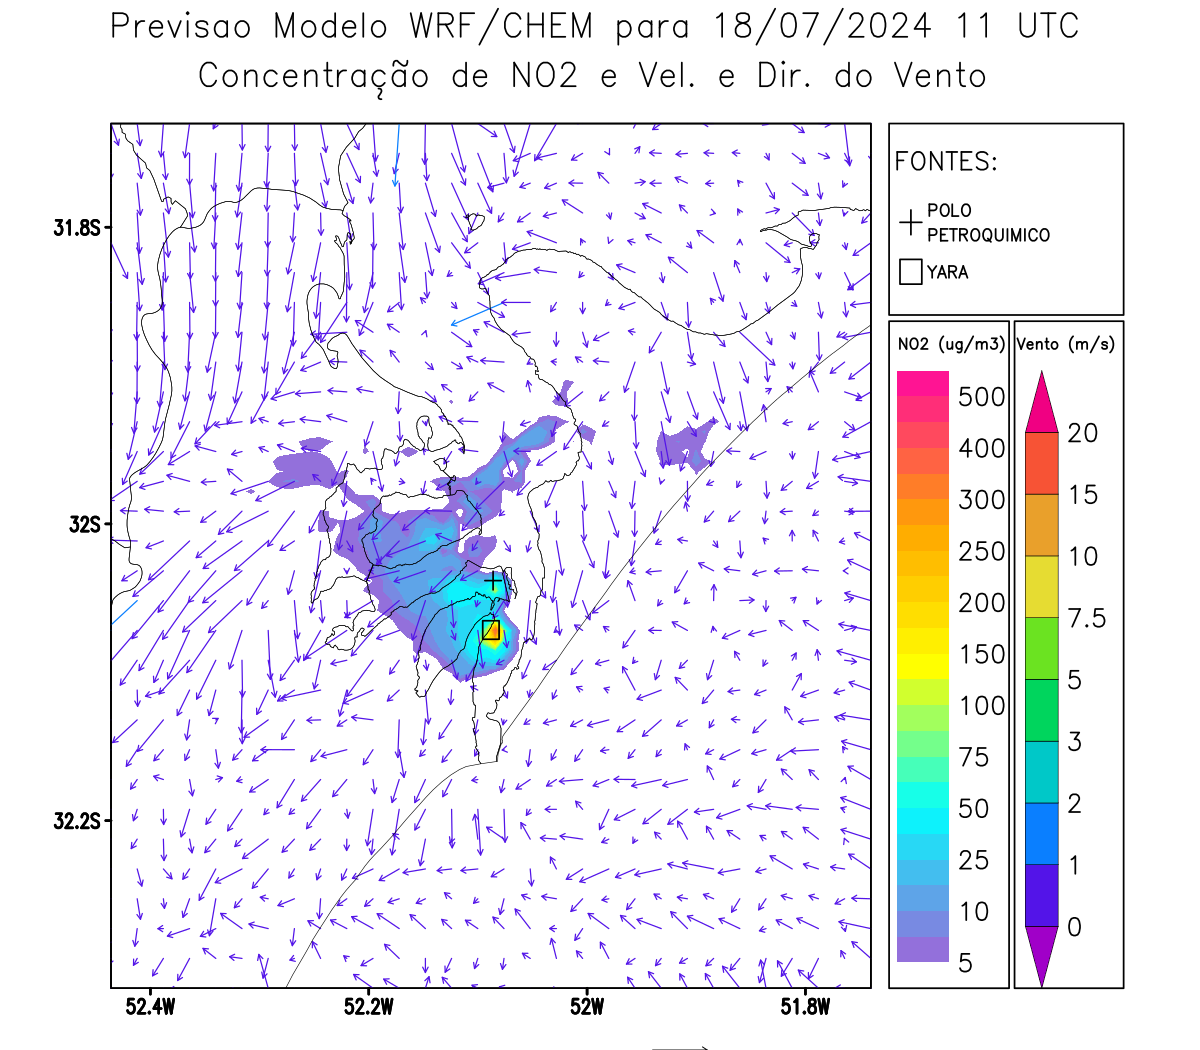 Previsao Modelo WRF/CHEM para 18/07/2024 11 UTC
Concentração de NO2 e Vel. e Dir. do Vento
FONTES:
POLO
PETROQUIMICO
YARA
NO2 (ug/m3)
500
400
300
250
200
150
100
75
50
25
10
5
Vento (m/s)
20
15
10
7.5
5
3
2
1
0
31.8S
32S
32.2S
52.4W
52.2W
52W
51.8W